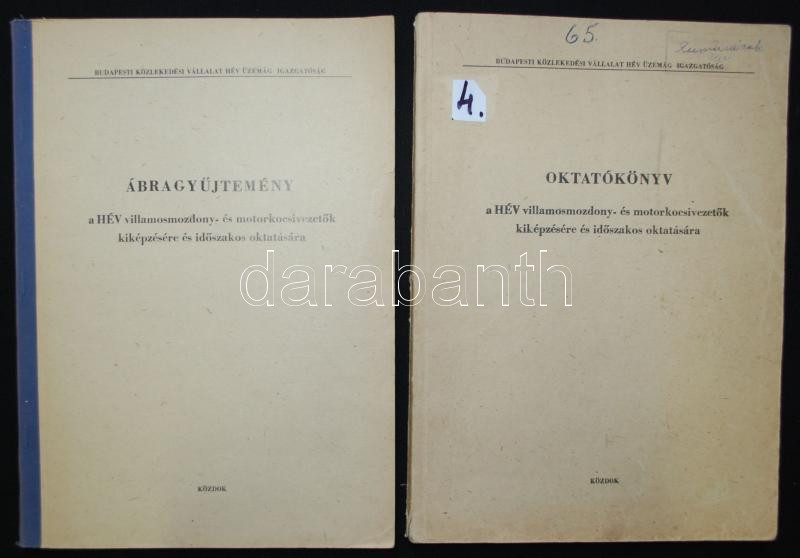 BUDAPESTI KÖZLEKEDÉSI VÁLLALAT HÉV ÜZEMÁG IGAZGATÓSÁG
ÁBRAGYŰJTEMÉNY
a HÉV villamosmozdony- és motorkocsivezetők
kiképzésére és időszakos oktatására
KÖZDOK
65.
BUDAPESTI KÖZLEKEDÉSI VÁLLALAT HÉV ÜZEMÁG IGAZGATÓSÁG
4.
OKTATÓKÖNYV
a HÉV villamosmozdony- és motorkocsivezetők
kiképzésére és időszakos oktatására
KÖZDOK
darabanth